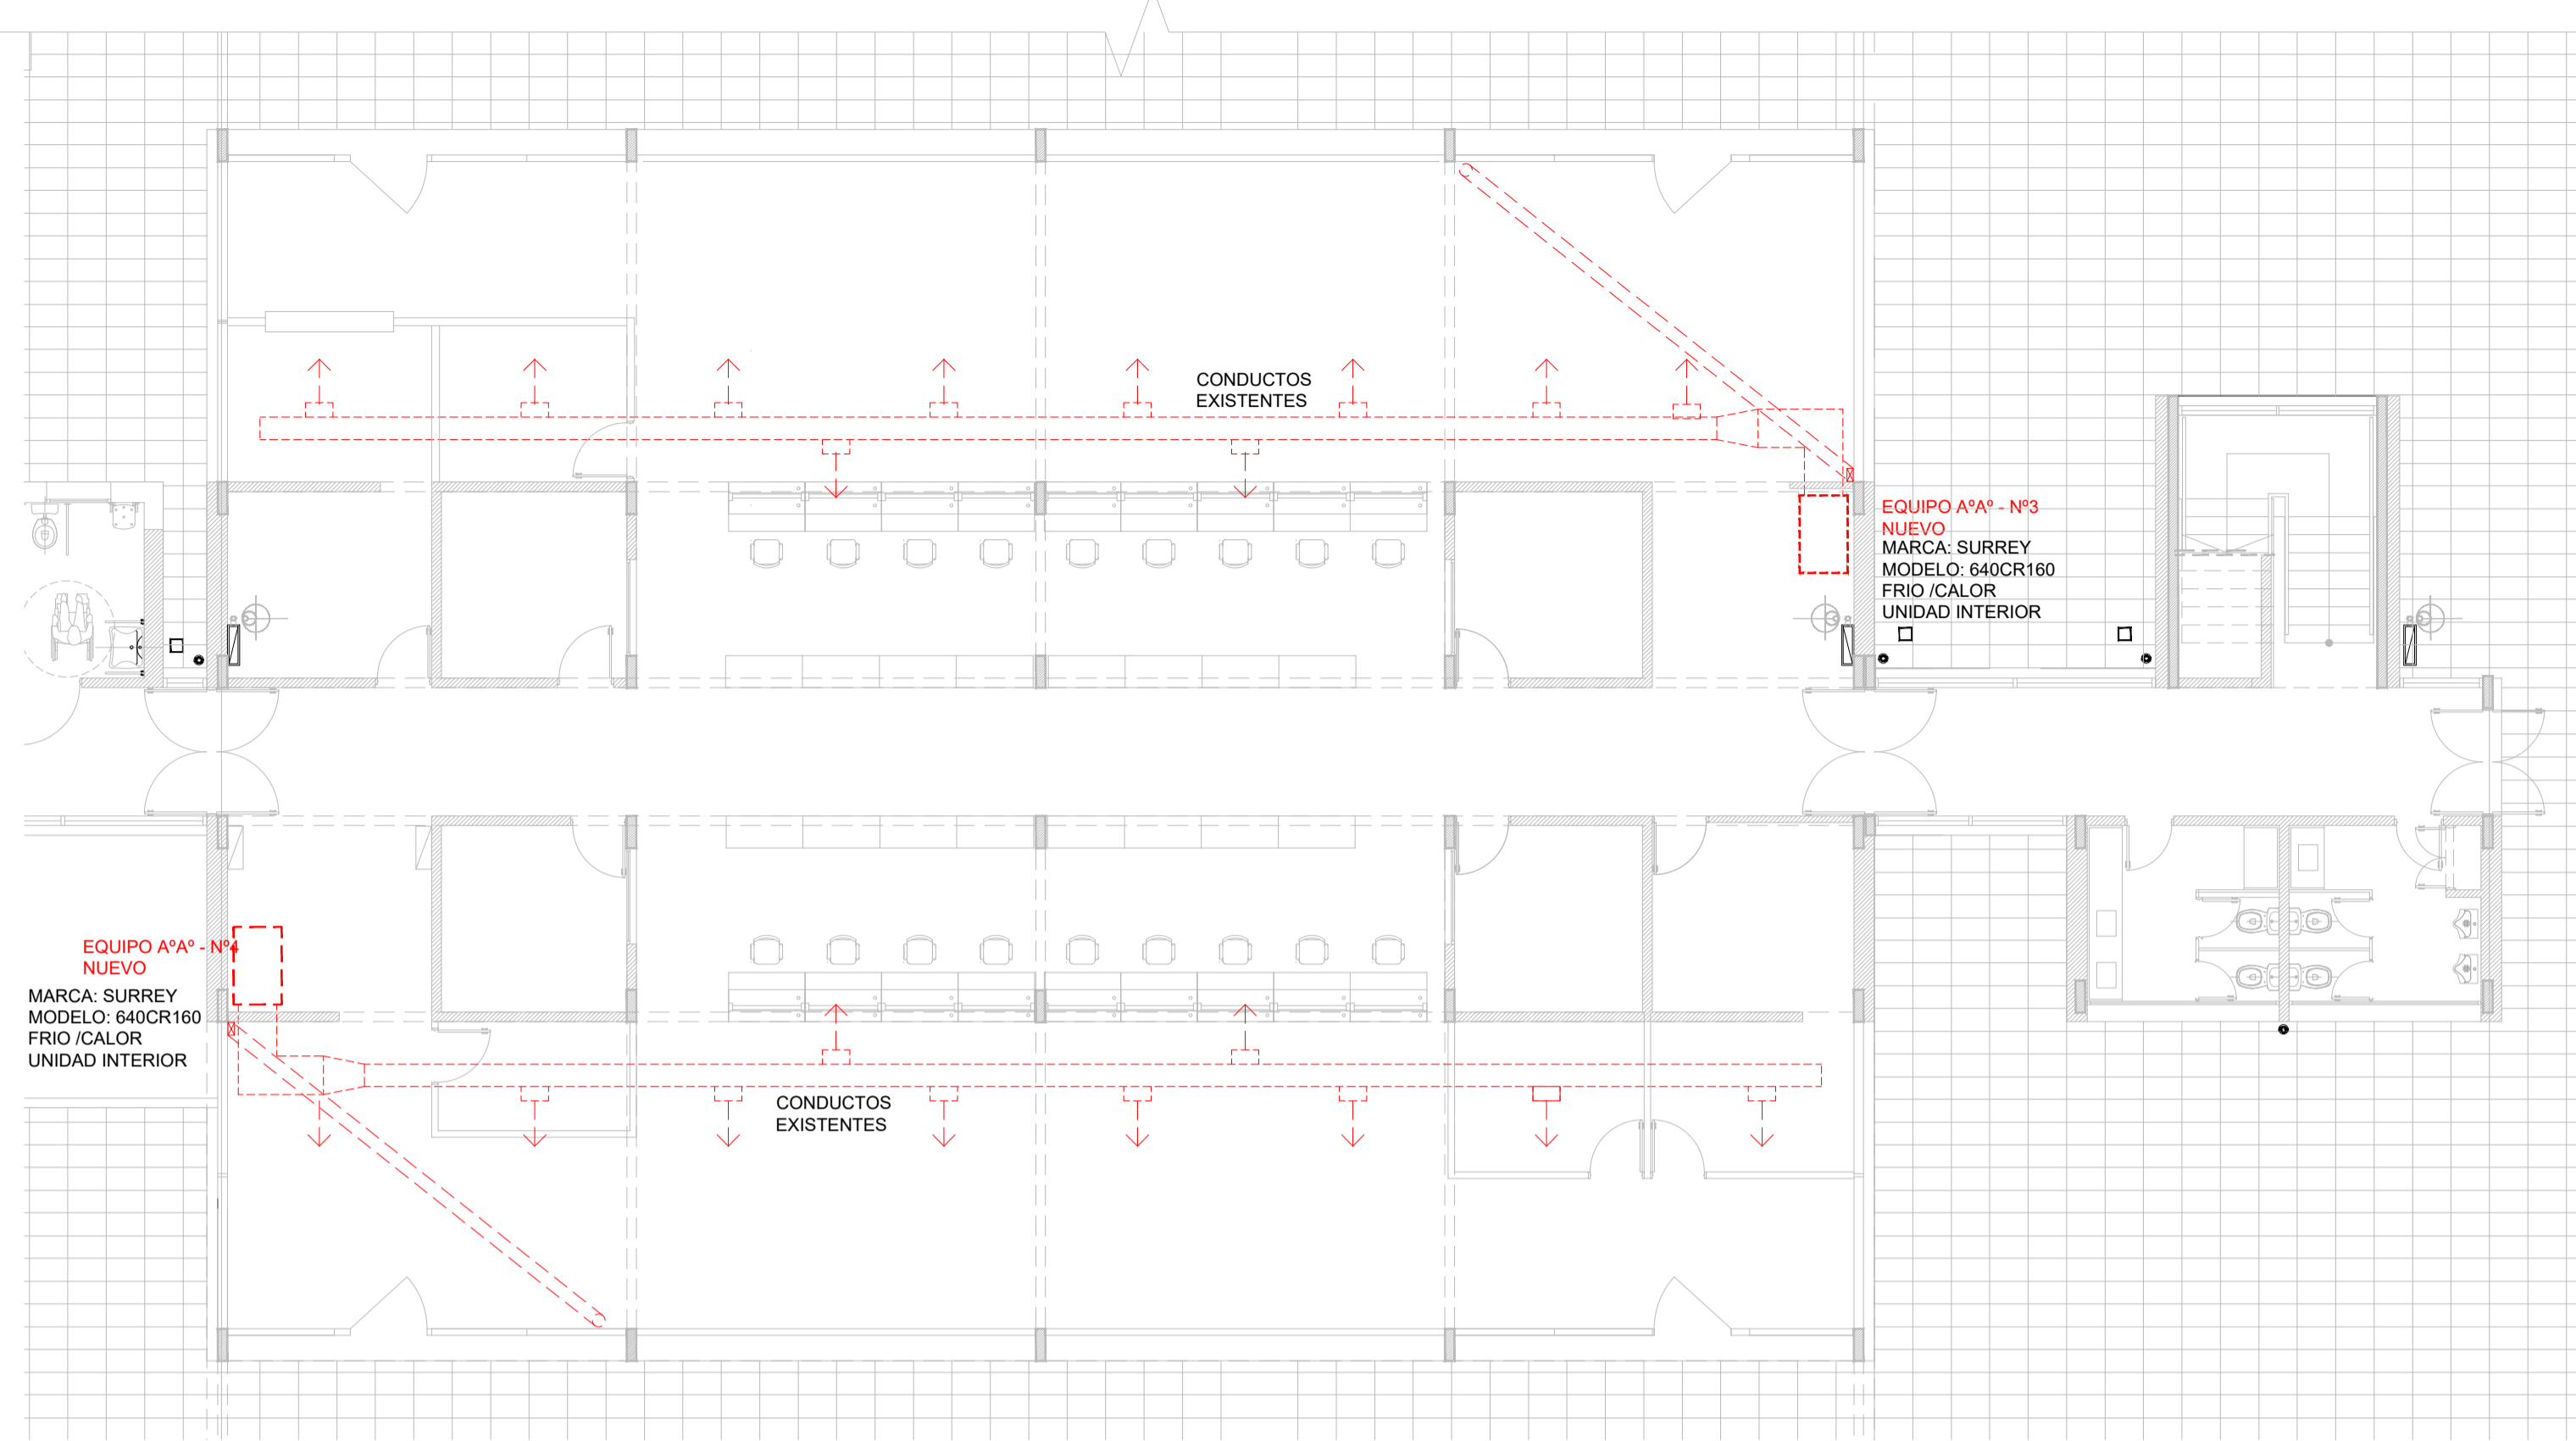 CONDUCTOS
EXISTENTES
EQUIPO AºAº - Nº3
NUEVO
MARCA: SURREY
MODELO: 640CR160
FRIO /CALOR
UNIDAD INTERIOR
EQUIPO AºAº - Nº4
NUEVO
MARCA: SURREY
MODELO: 640CR160
FRIO /CALOR
UNIDAD INTERIOR
CONDUCTOS
EXISTENTES